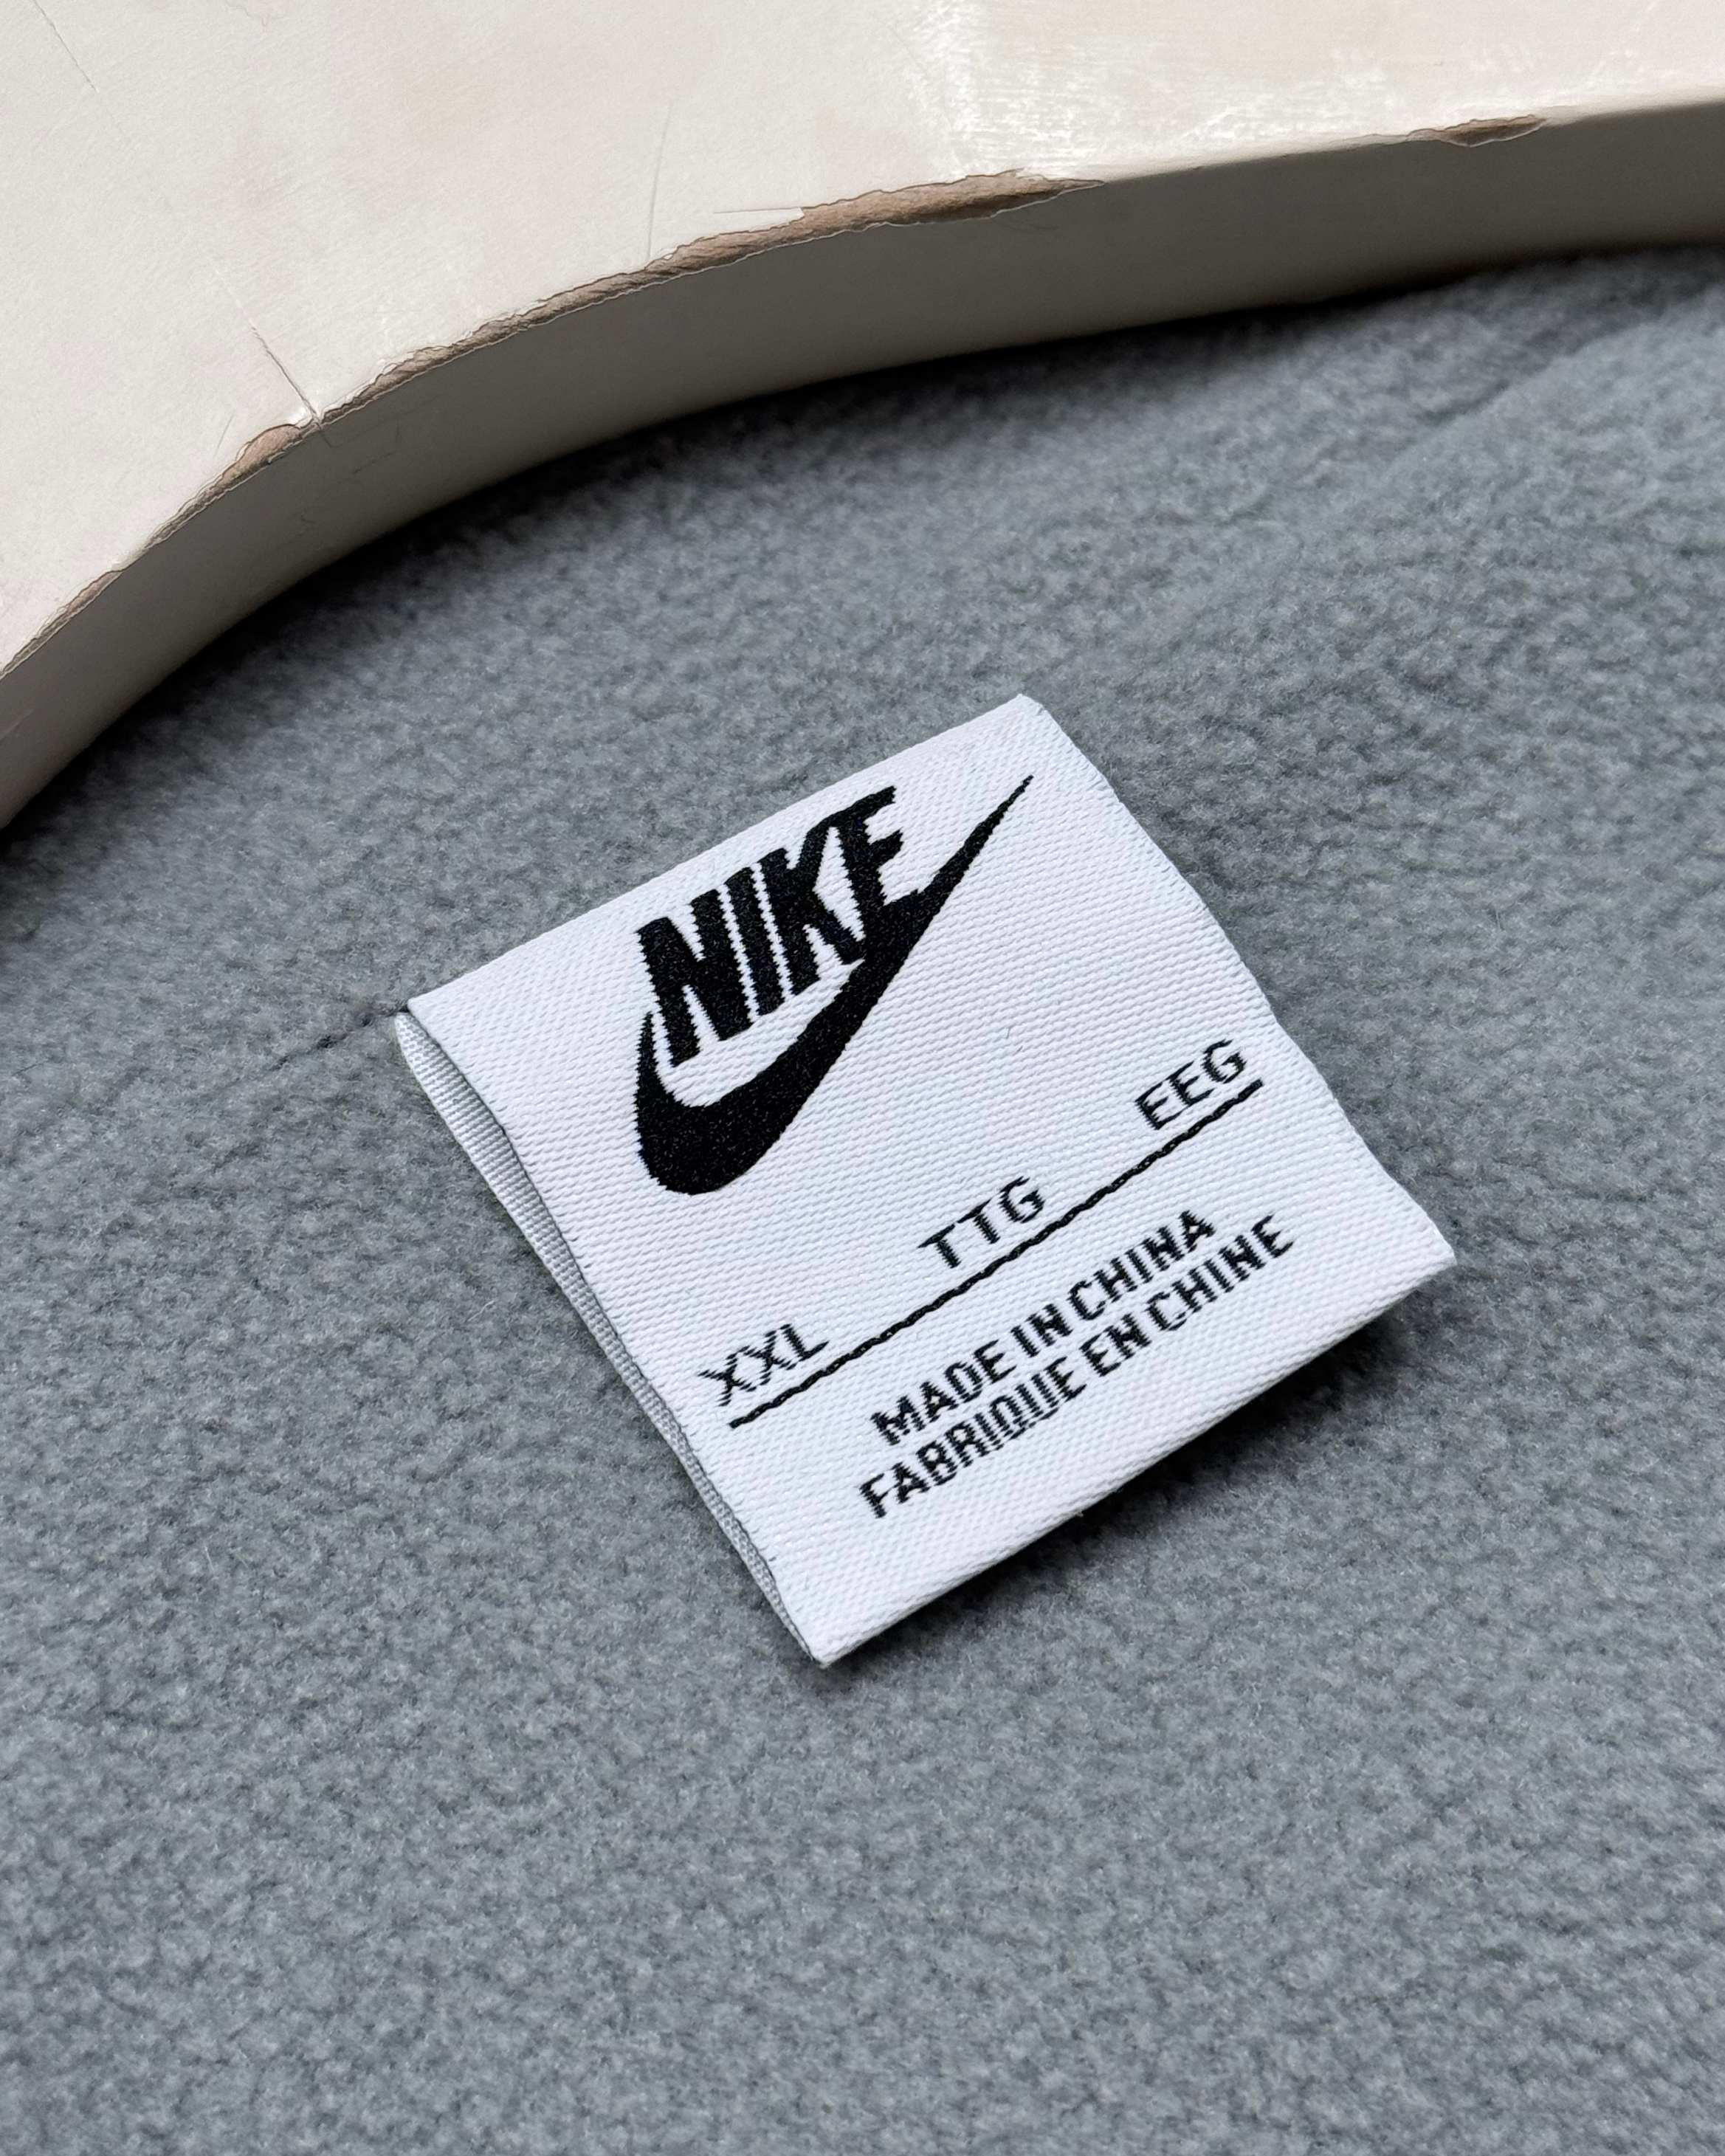 NIKE
XXL TTG EEG
MADE IN CHINA
FABRIQUE EN CHINE